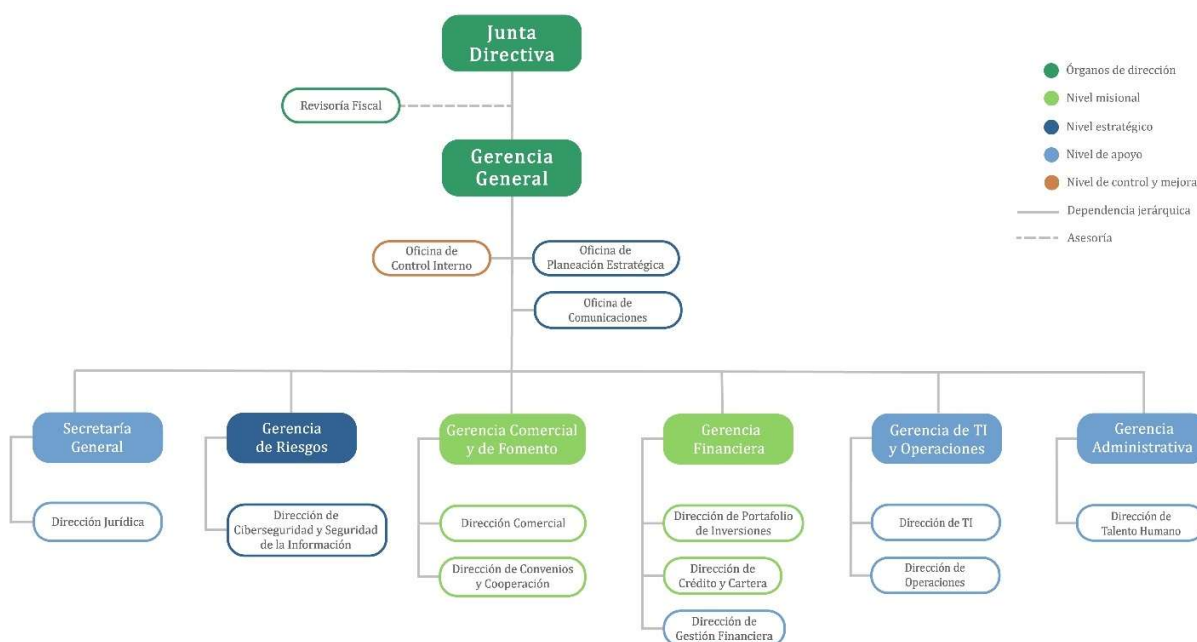 Junta
Directiva
Revisoría Fiscal
Gerencia
General
Órganos de dirección
Nivel misional
Nivel estratégico
Nivel de apoyo
Nivel de control y mejora
Dependencia jerárquica
Asesoría
Oficina de
Control Interno
Oficina de
Planeación Estratégica
Oficina de
Comunicaciones
Secretaría
General
Dirección Jurídica
Gerencia
de Riesgos
Dirección de
Ciberseguridad y Seguridad
de la Información
Gerencia Comercial
y de Fomento
Dirección Comercial
Dirección de Convenios
y Cooperación
Gerencia
Financiera
Dirección de Portafolio
de Inversiones
Dirección de
Crédito y Cartera
Dirección de
Gestión Financiera
Gerencia de TI
y Operaciones
Dirección de TI
Dirección de
Operaciones
Gerencia
Administrativa
Dirección de
Talento Humano